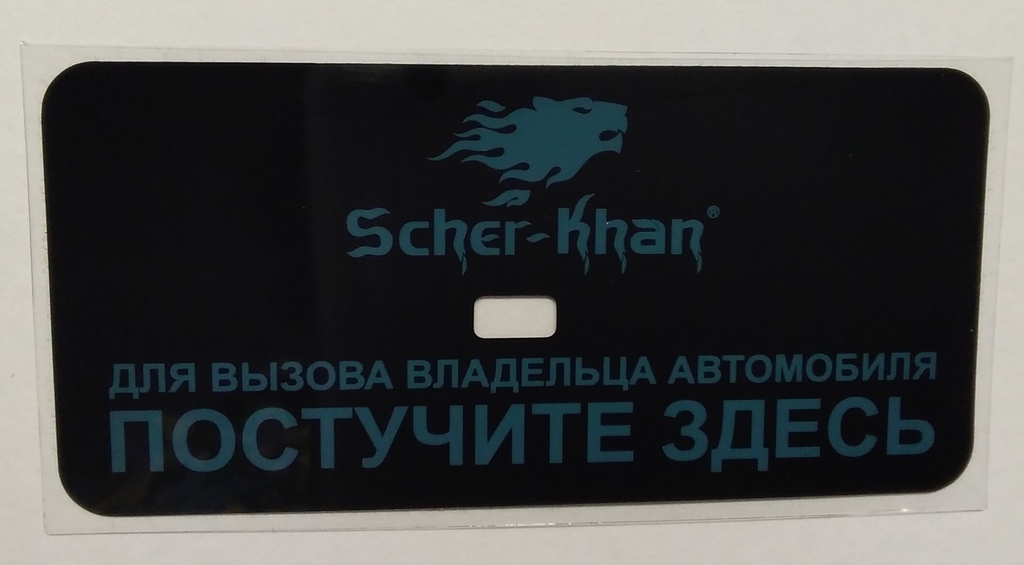 Scher-Khan®
ДЛЯ ВЫЗОВА ВЛАДЕЛЬЦА АВТОМОБИЛЯ
ПОСТУЧИТЕ ЗДЕСЬ